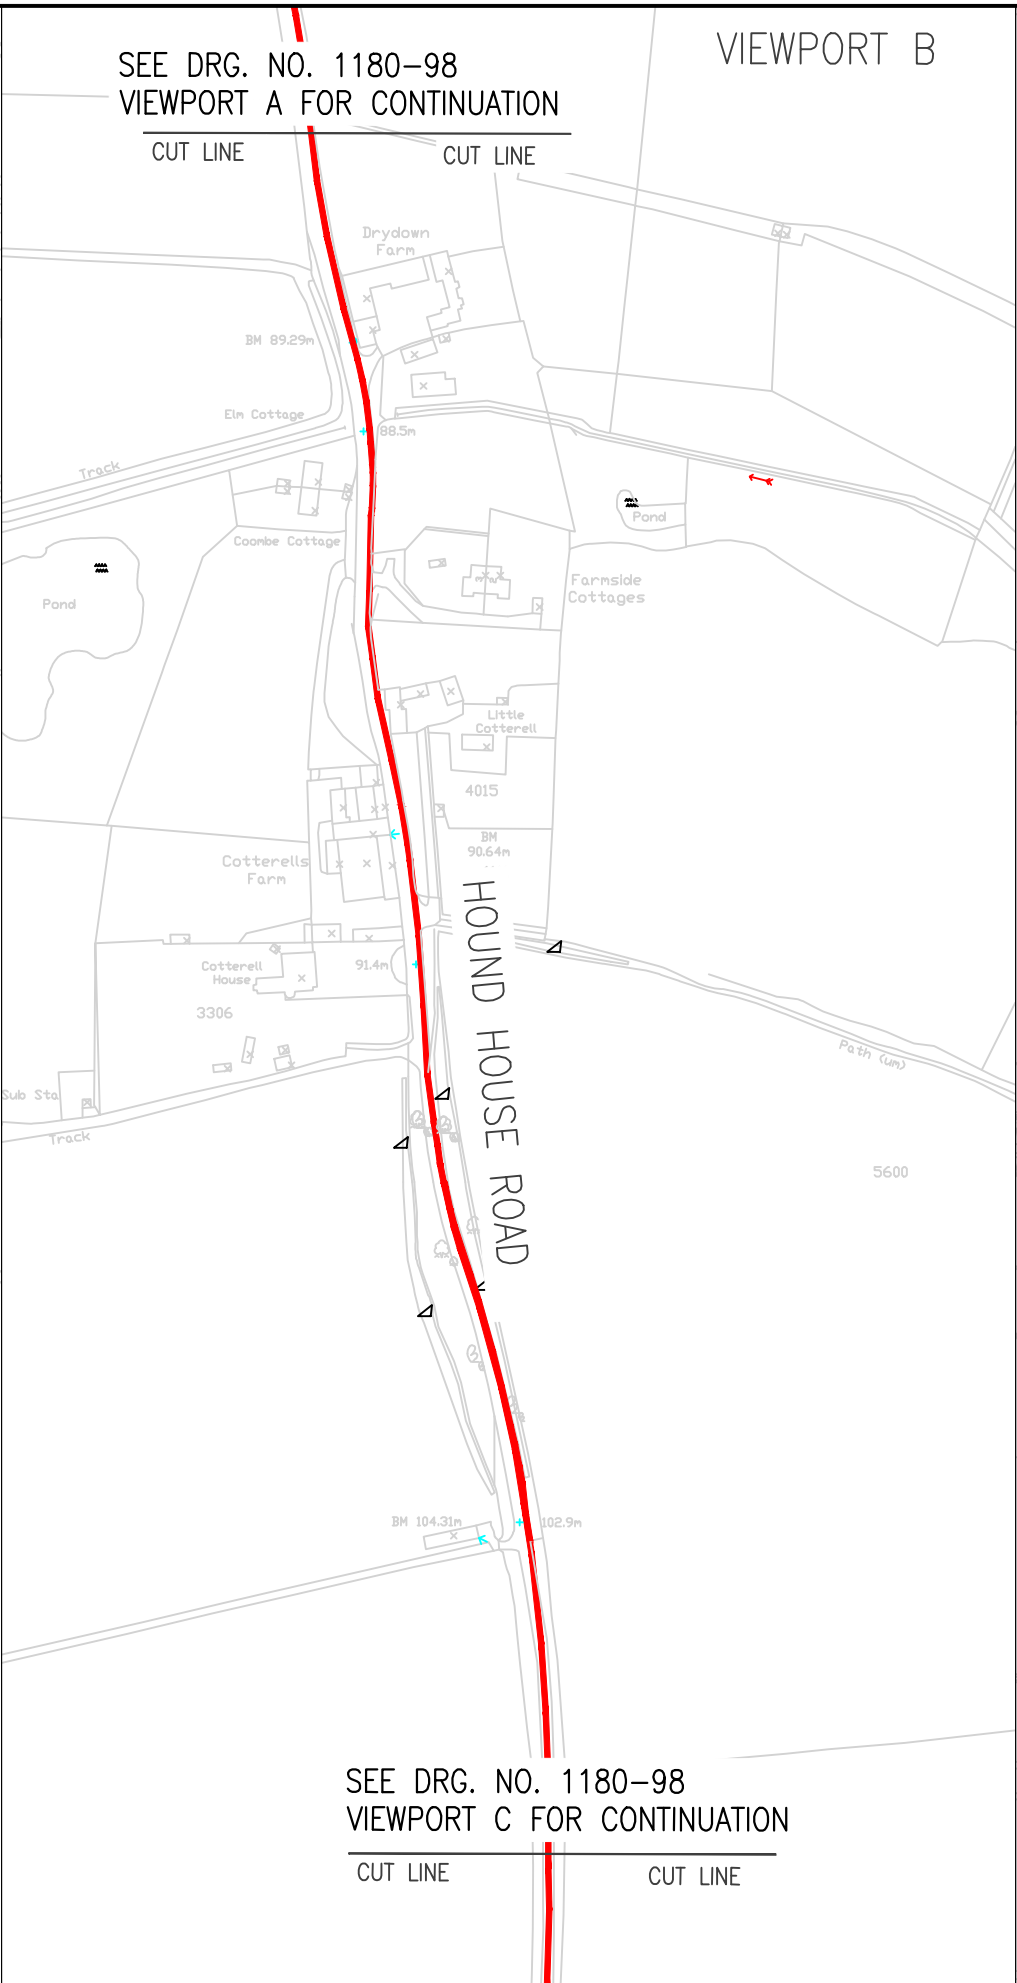 VIEWPORT B
SEE DRG. NO. 1180-98
VIEWPORT A FOR CONTINUATION
CUT LINE
CUT LINE
Drydown
Farm
BM 89.29m
Elm Cottage
88.5m
Track
Coombe Cottage
Pond
Pond
Farmside
Cottages
Little
Cotterell
4015
BM
90.64m
Cotterells
Farm
HOUND HOUSE ROAD
Cotterell
House
91.4m
3306
Path (um)
Sub Sta
Track
5600
BM 104.31m
102.9m
SEE DRG. NO. 1180-98
VIEWPORT C FOR CONTINUATION
CUT LINE
CUT LINE